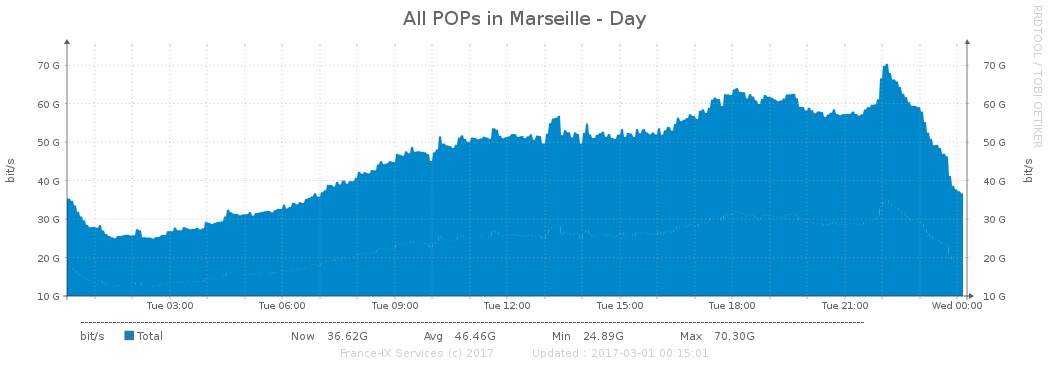 All POPs in Marseille - Day
RRDTOOL / TOBI OETIKER
bit/s
bit/s
70 G
70 G
60 G
60 G
50 G
50 G
40 G
40 G
30 G
30 G
20 G
20 G
10 G
10 G
Tue 03:00 Tue 06:00 Tue 09:00 Tue 12:00 Tue 15:00 Tue 18:00 Tue 21:00 Wed 00:00
bit/s Total Now 36.62G Avg 46.46G Min 24.89G Max 70.30G
France-IX Services (c) 2017 Updated : 2017-03-01 00:15:01